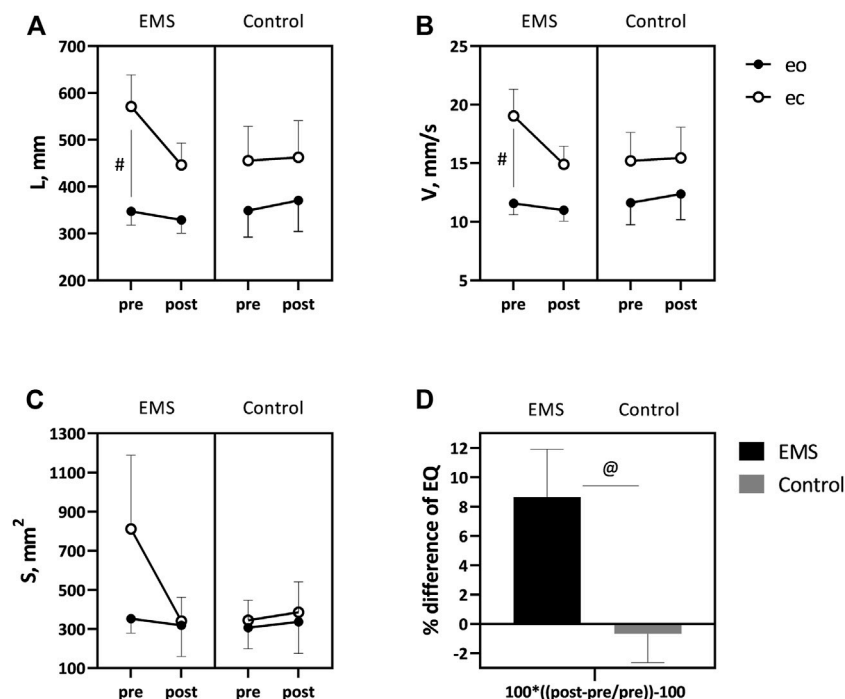 A
EMS Control
L, mm
700
600
500
400
300
200
#
pre post pre post
B
EMS Control
V, mm/s
25
20
15
10
5
#
pre post pre post
eo
ec
C
EMS Control
S, mm²
1300
1100
900
700
500
300
100
pre post pre post
D
EMS Control
% difference of EQ
12
10
8
6
4
2
0
-2
@
100*((post-pre/pre))-100
EMS
Control